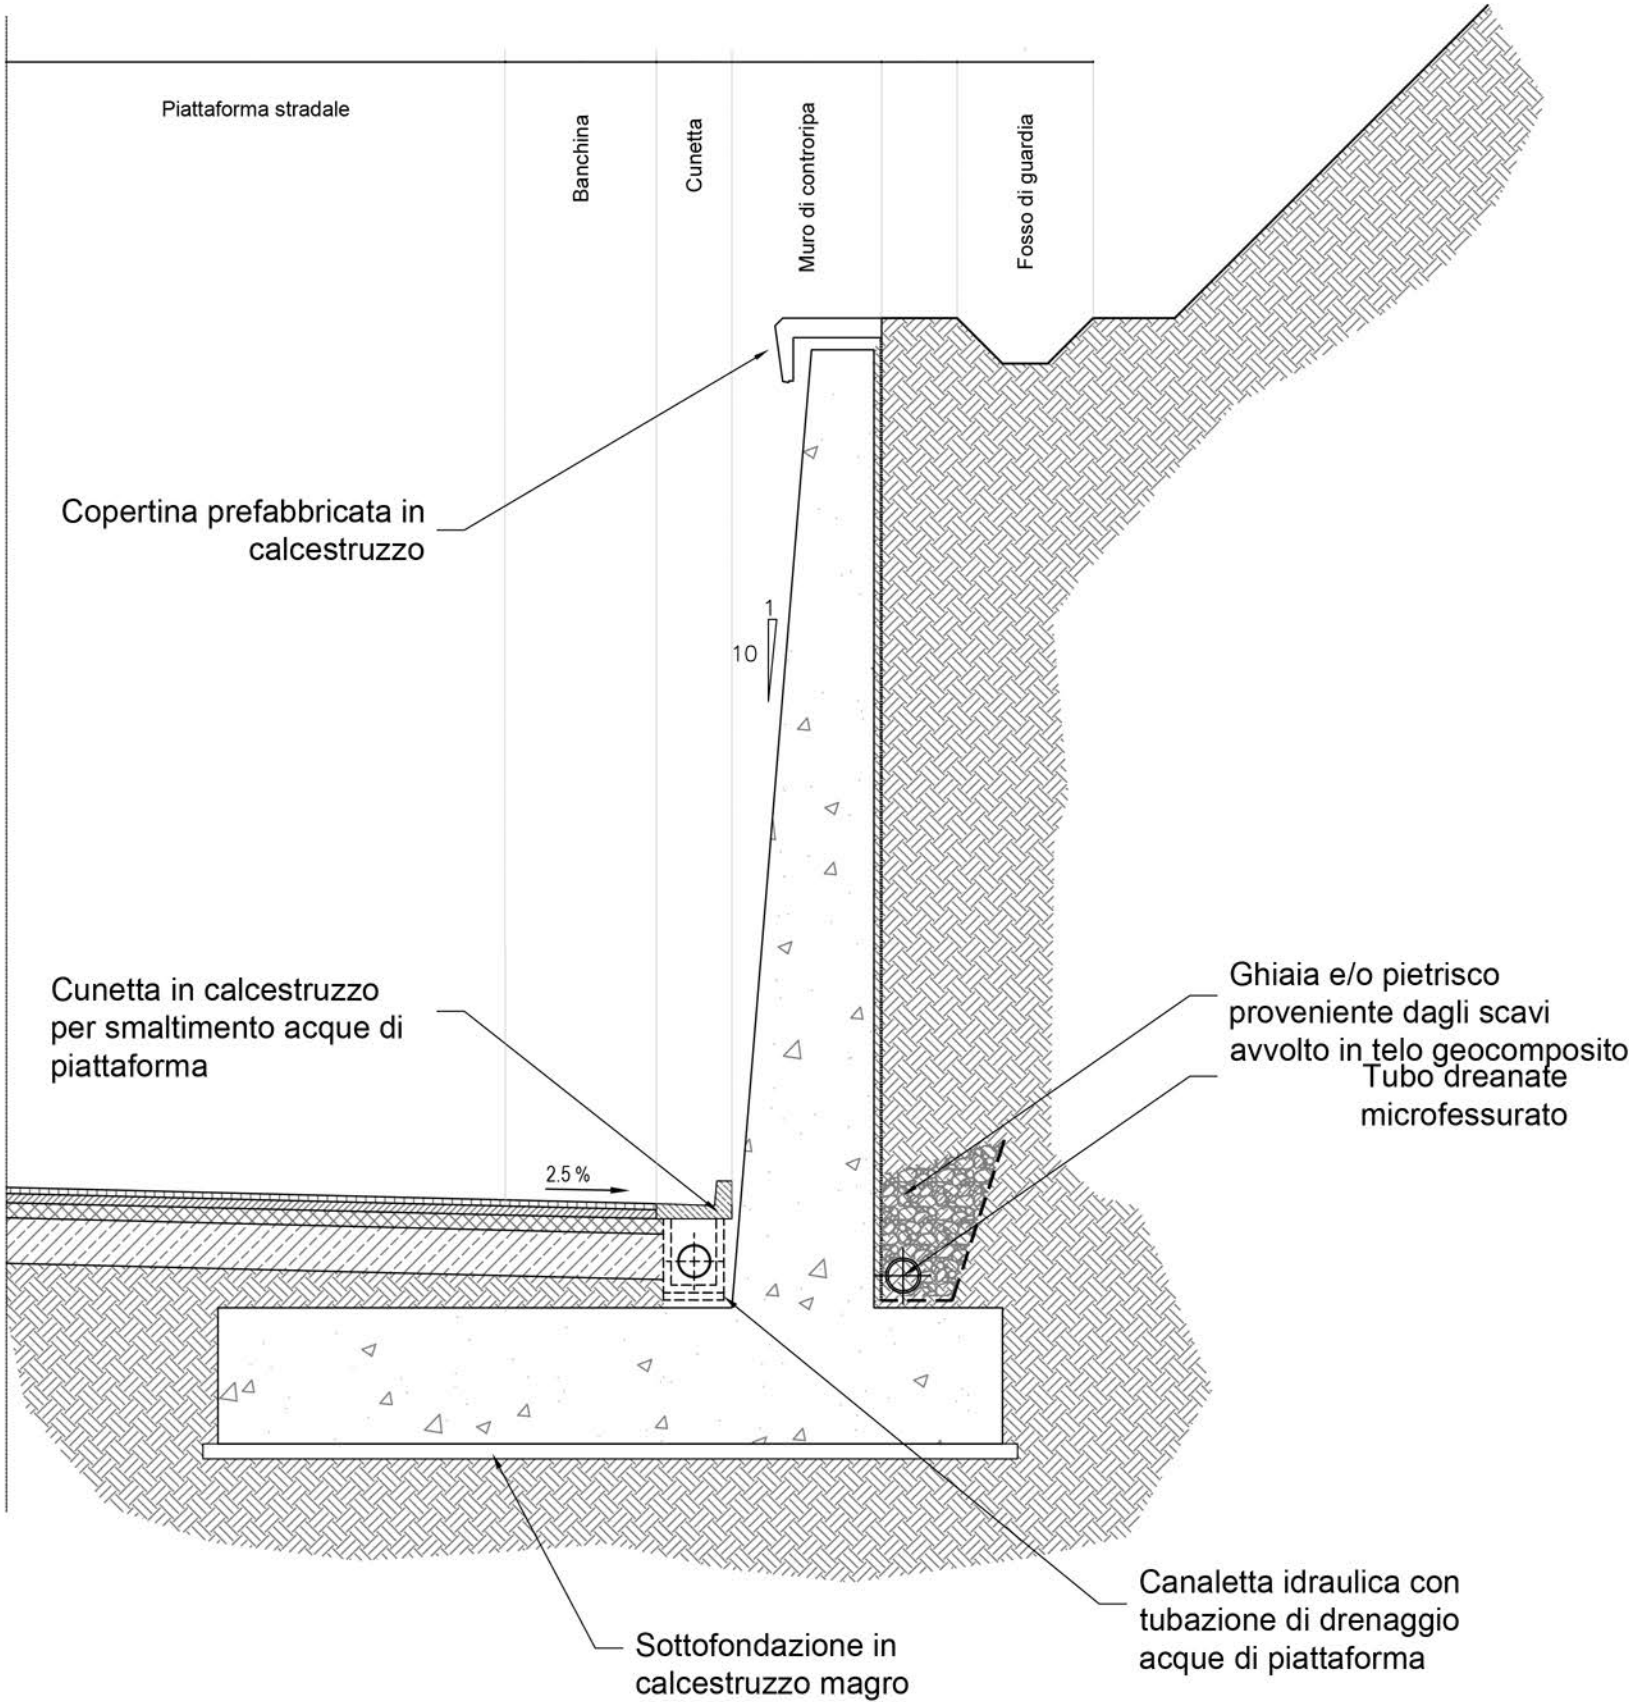 Piattaforma stradale
Banchina
Cunetta
Muro di controripa
Fosso di guardia
Copertina prefabbricata in
calcestruzzo
1
10
Cunetta in calcestruzzo
per smaltimento acque di
piattaforma
Ghiaia e/o pietrisco
proveniente dagli scavi
avvolto in telo geocomposito
Tubo dreanate
microfessurato
2.5 %
Canaletta idraulica con
tubazione di drenaggio
acque di piattaforma
Sottofondazione in
calcestruzzo magro